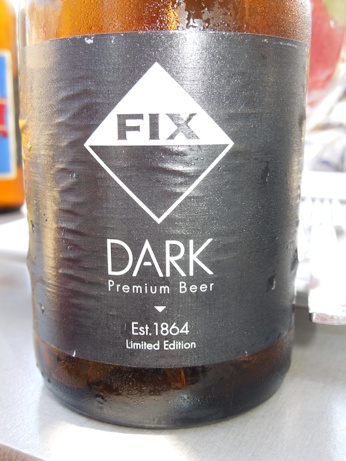 FIX
DARK
Premium Beer
Est.1864
Limited Edition